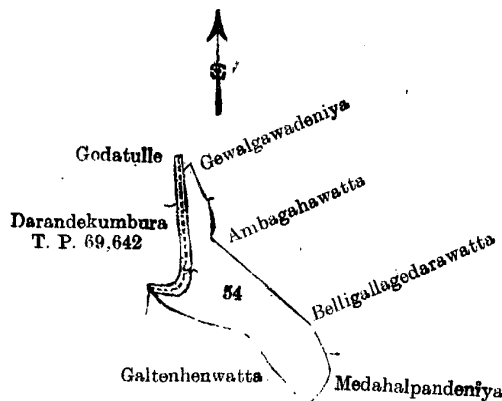 Gewalgawadeniya
Godatulle
Ambagahawatta
Darandekumbura
T. P. 69,642
54
Belligallagedarawatta
Galtenhenwatta
Medahalpandeniya